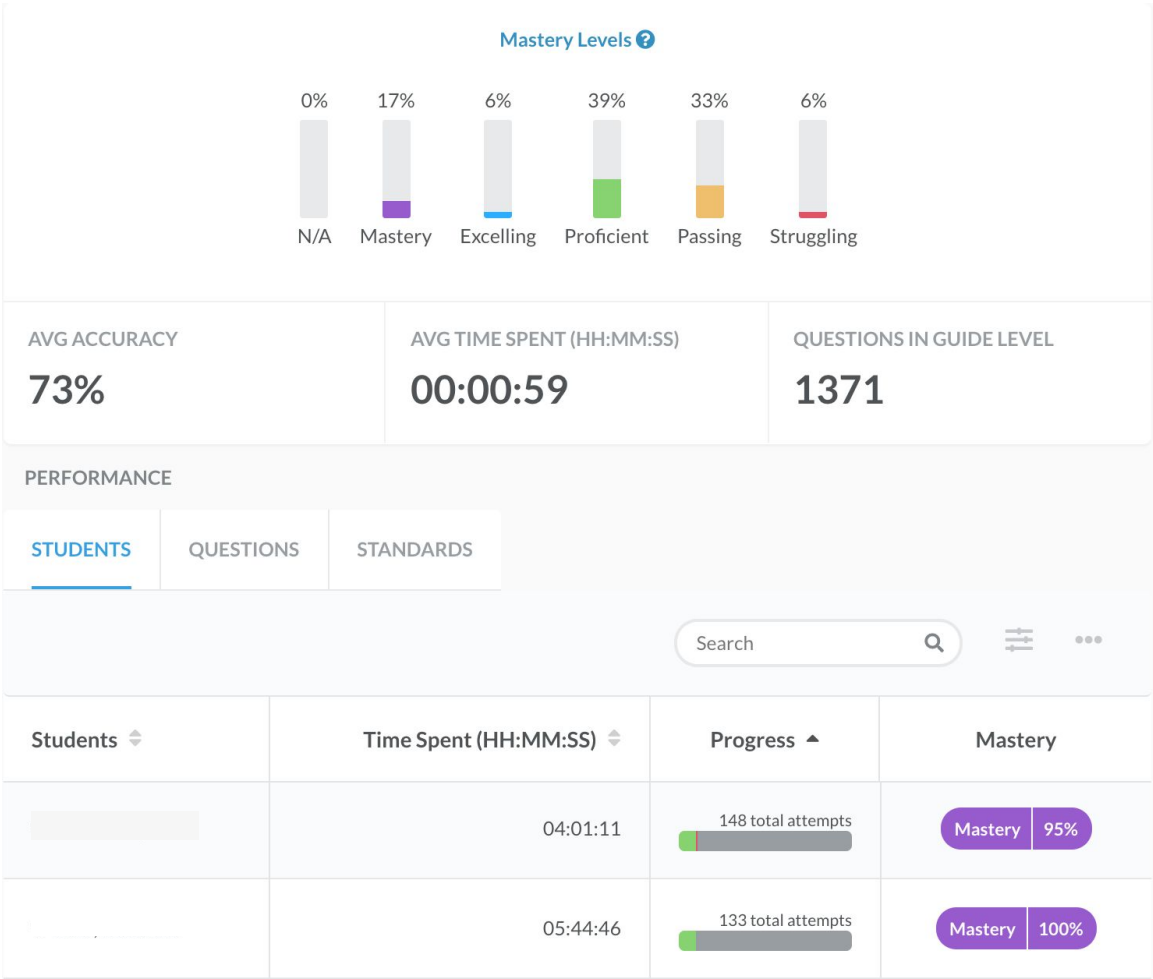 Mastery Levels ?
0% 17% 6% 39% 33% 6%
N/A Mastery Excelling Proficient Passing Struggling
AVG ACCURACY AVG TIME SPENT (HH:MM:SS) QUESTIONS IN GUIDE LEVEL
73% 00:00:59 1371
PERFORMANCE
STUDENTS QUESTIONS STANDARDS
Search
Students Time Spent (HH:MM:SS) Progress Mastery
148 total attempts
04:01:11 Mastery 95%
133 total attempts
05:44:46 Mastery 100%